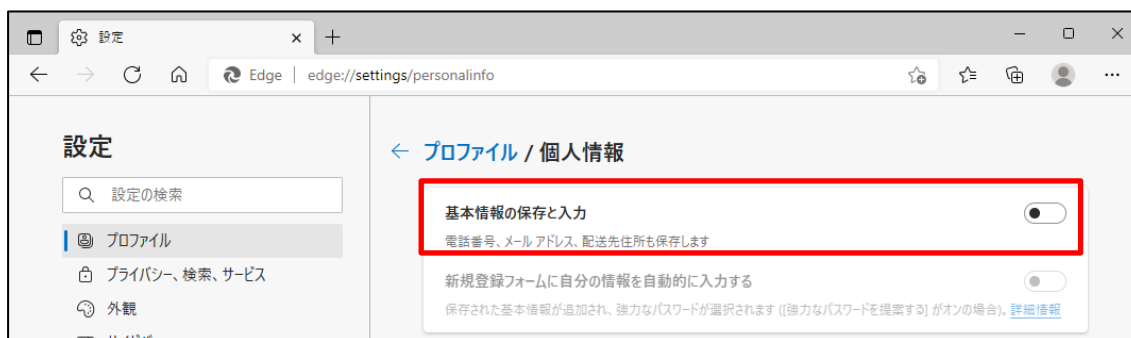 設定
Edge | edge://settings/personalinfo
設定
設定の検索
プロファイル
プライバシー、検索、サービス
外観
プロファイル / 個人情報
基本情報の保存と入力
電話番号、メール アドレス、配送先住所も保存します
新規登録フォームに自分の情報を自動的に入力する
保存された基本情報が追加され、強力なパスワードが選択されます ([強力なパスワードを提案する] がオンの場合)。詳細情報